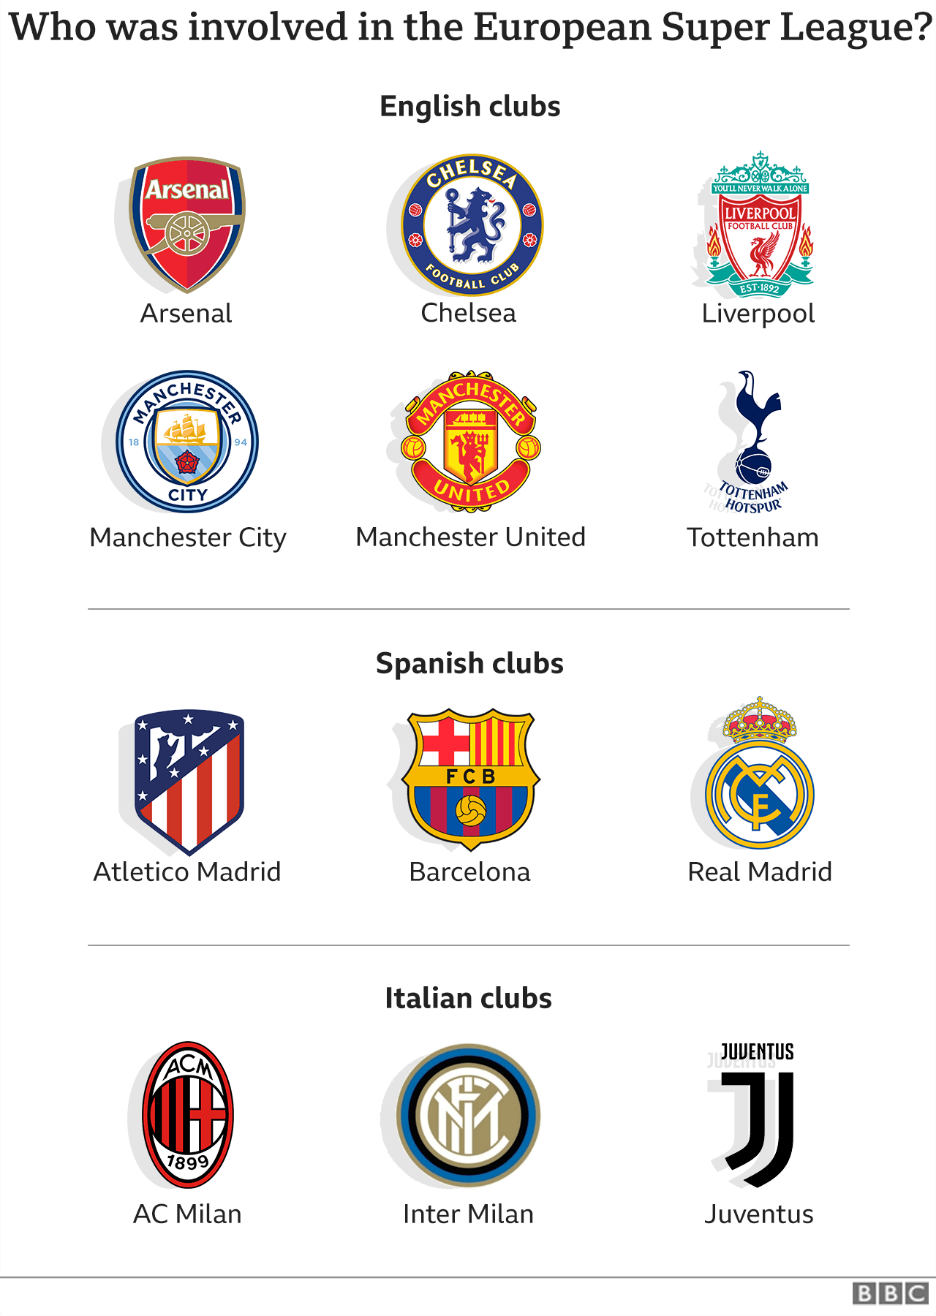 Who was involved in the European Super League?
English clubs
Arsenal
CHELSEA
FOOTBALL CLUB
YOU'LL NEVER WALK ALONE
LIVERPOOL
FOOTBALL CLUB
EST·1892
Arsenal
Chelsea
Liverpool
MANCHESTER
18 94
CITY
MANCHESTER
UNITED
TOTTENHAM
HOTSPUR
Manchester City
Manchester United
Tottenham
Spanish clubs
FCB
Atletico Madrid
Barcelona
Real Madrid
Italian clubs
ACM
1899
JUVENTUS
AC Milan
Inter Milan
Juventus
BBC